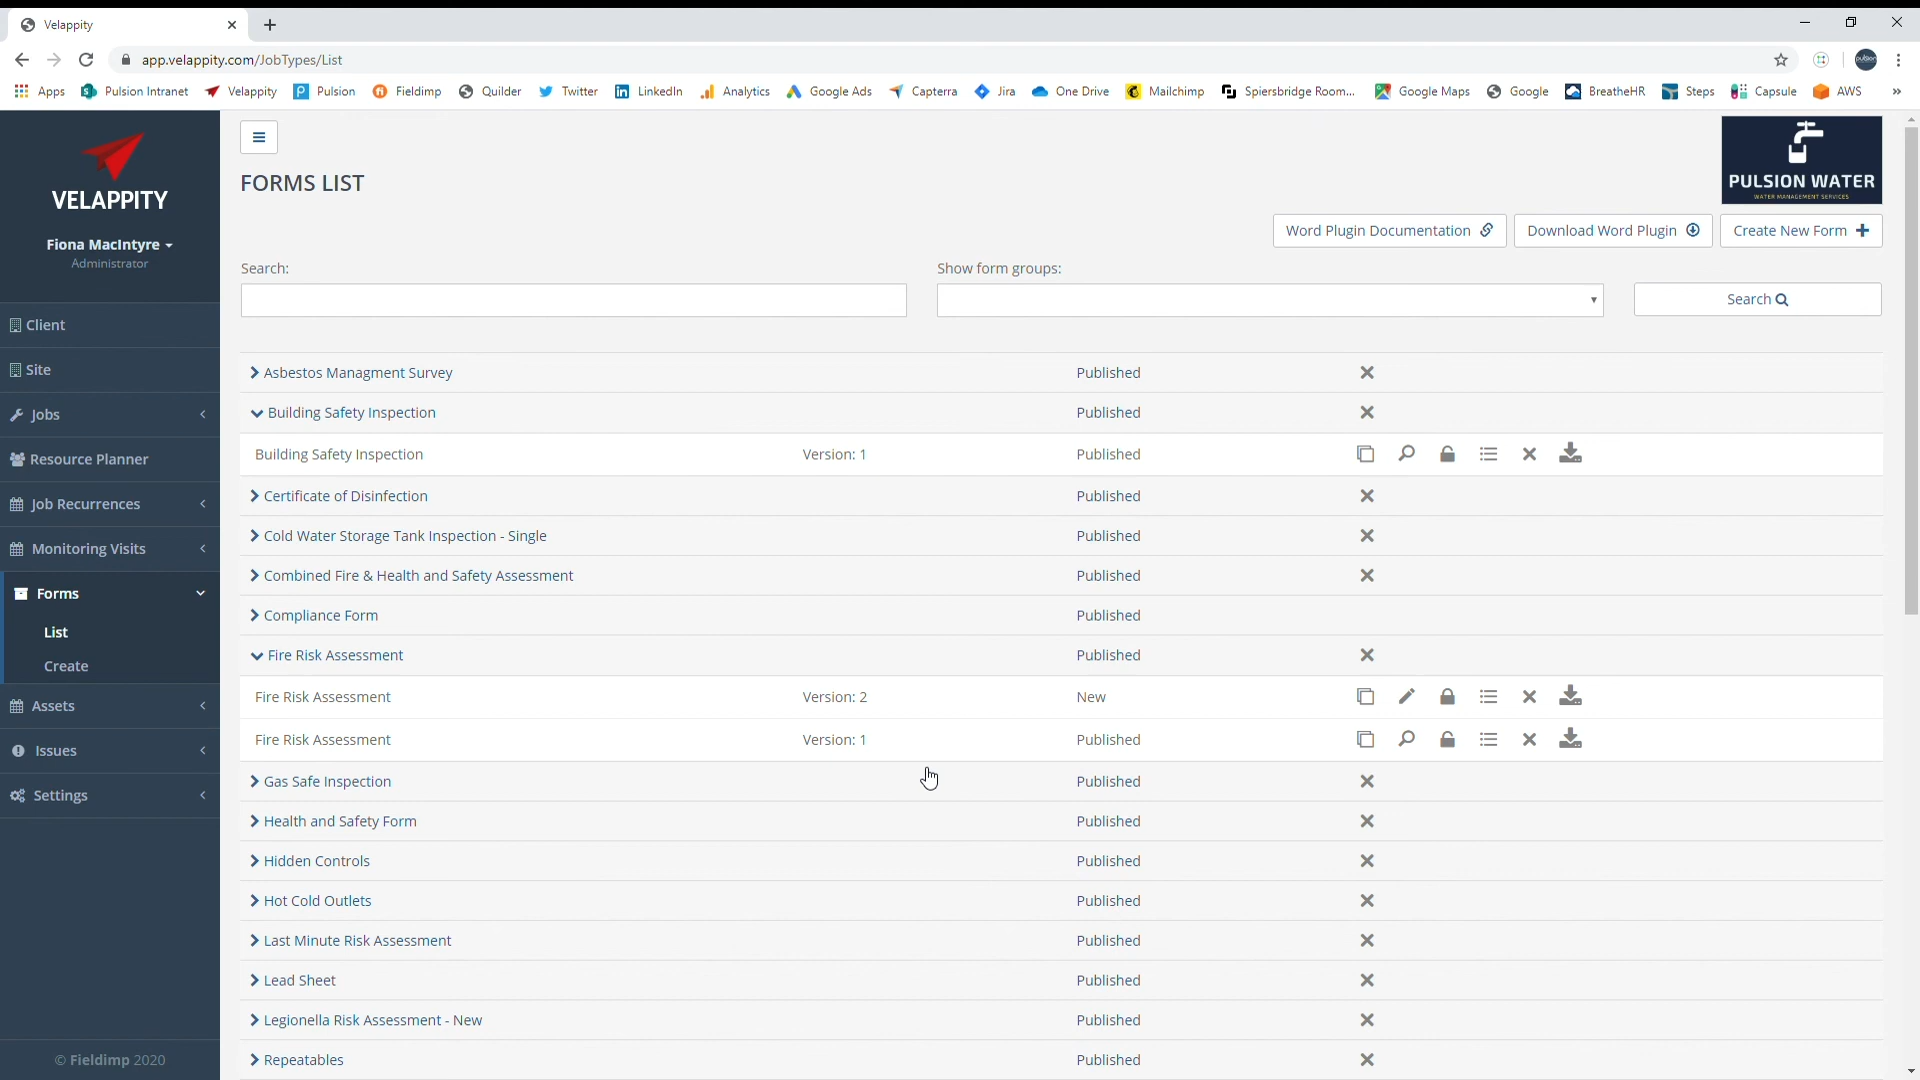 Velappity
app.velappity.com/JobTypes/List
Apps Pulsion Intranet Velappity Pulsion Fieldimp Quilder Twitter LinkedIn Analytics Google Ads Capterra Jira One Drive Mailchimp Spiersbridge Room... Google Maps Google BreatheHR Steps Capsule AWS »
VELAPPITY
Fiona MacIntyre
Administrator
Client
Site
Jobs
Resource Planner
Job Recurrences
Monitoring Visits
Forms
List
Create
Assets
Issues
Settings
© Fieldimp 2020
FORMS LIST
PULSION WATER
WATER MANAGEMENT SERVICES
Word Plugin Documentation Download Word Plugin Create New Form
Search: Show form groups:
Search
Asbestos Managment Survey Published
Building Safety Inspection Published
Building Safety Inspection Version: 1 Published
Certificate of Disinfection Published
Cold Water Storage Tank Inspection - Single Published
Combined Fire & Health and Safety Assessment Published
Compliance Form Published
Fire Risk Assessment Published
Fire Risk Assessment Version: 2 New
Fire Risk Assessment Version: 1 Published
Gas Safe Inspection Published
Health and Safety Form Published
Hidden Controls Published
Hot Cold Outlets Published
Last Minute Risk Assessment Published
Lead Sheet Published
Legionella Risk Assessment - New Published
Repeatables Published